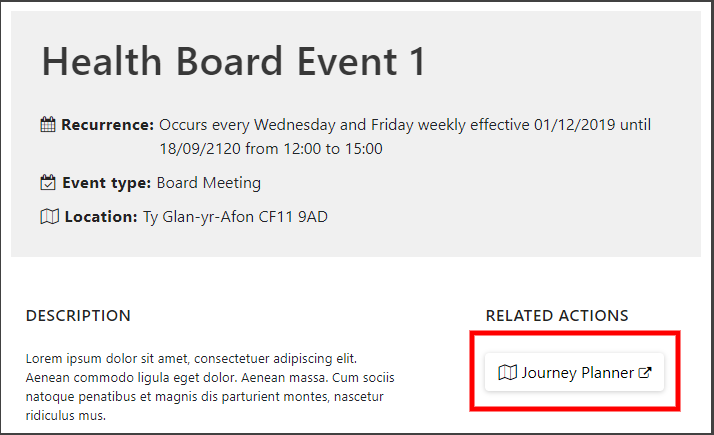 Health Board Event 1
Recurrence: Occurs every Wednesday and Friday weekly effective 01/12/2019 until
18/09/2120 from 12:00 to 15:00
Event type: Board Meeting
Location: Ty Glan-yr-Afon CF11 9AD
DESCRIPTION
Lorem ipsum dolor sit amet, consectetuer adipiscing elit.
Aenean commodo ligula eget dolor. Aenean massa. Cum sociis
natoque penatibus et magnis dis parturient montes, nascetur
ridiculus mus.
RELATED ACTIONS
Journey Planner